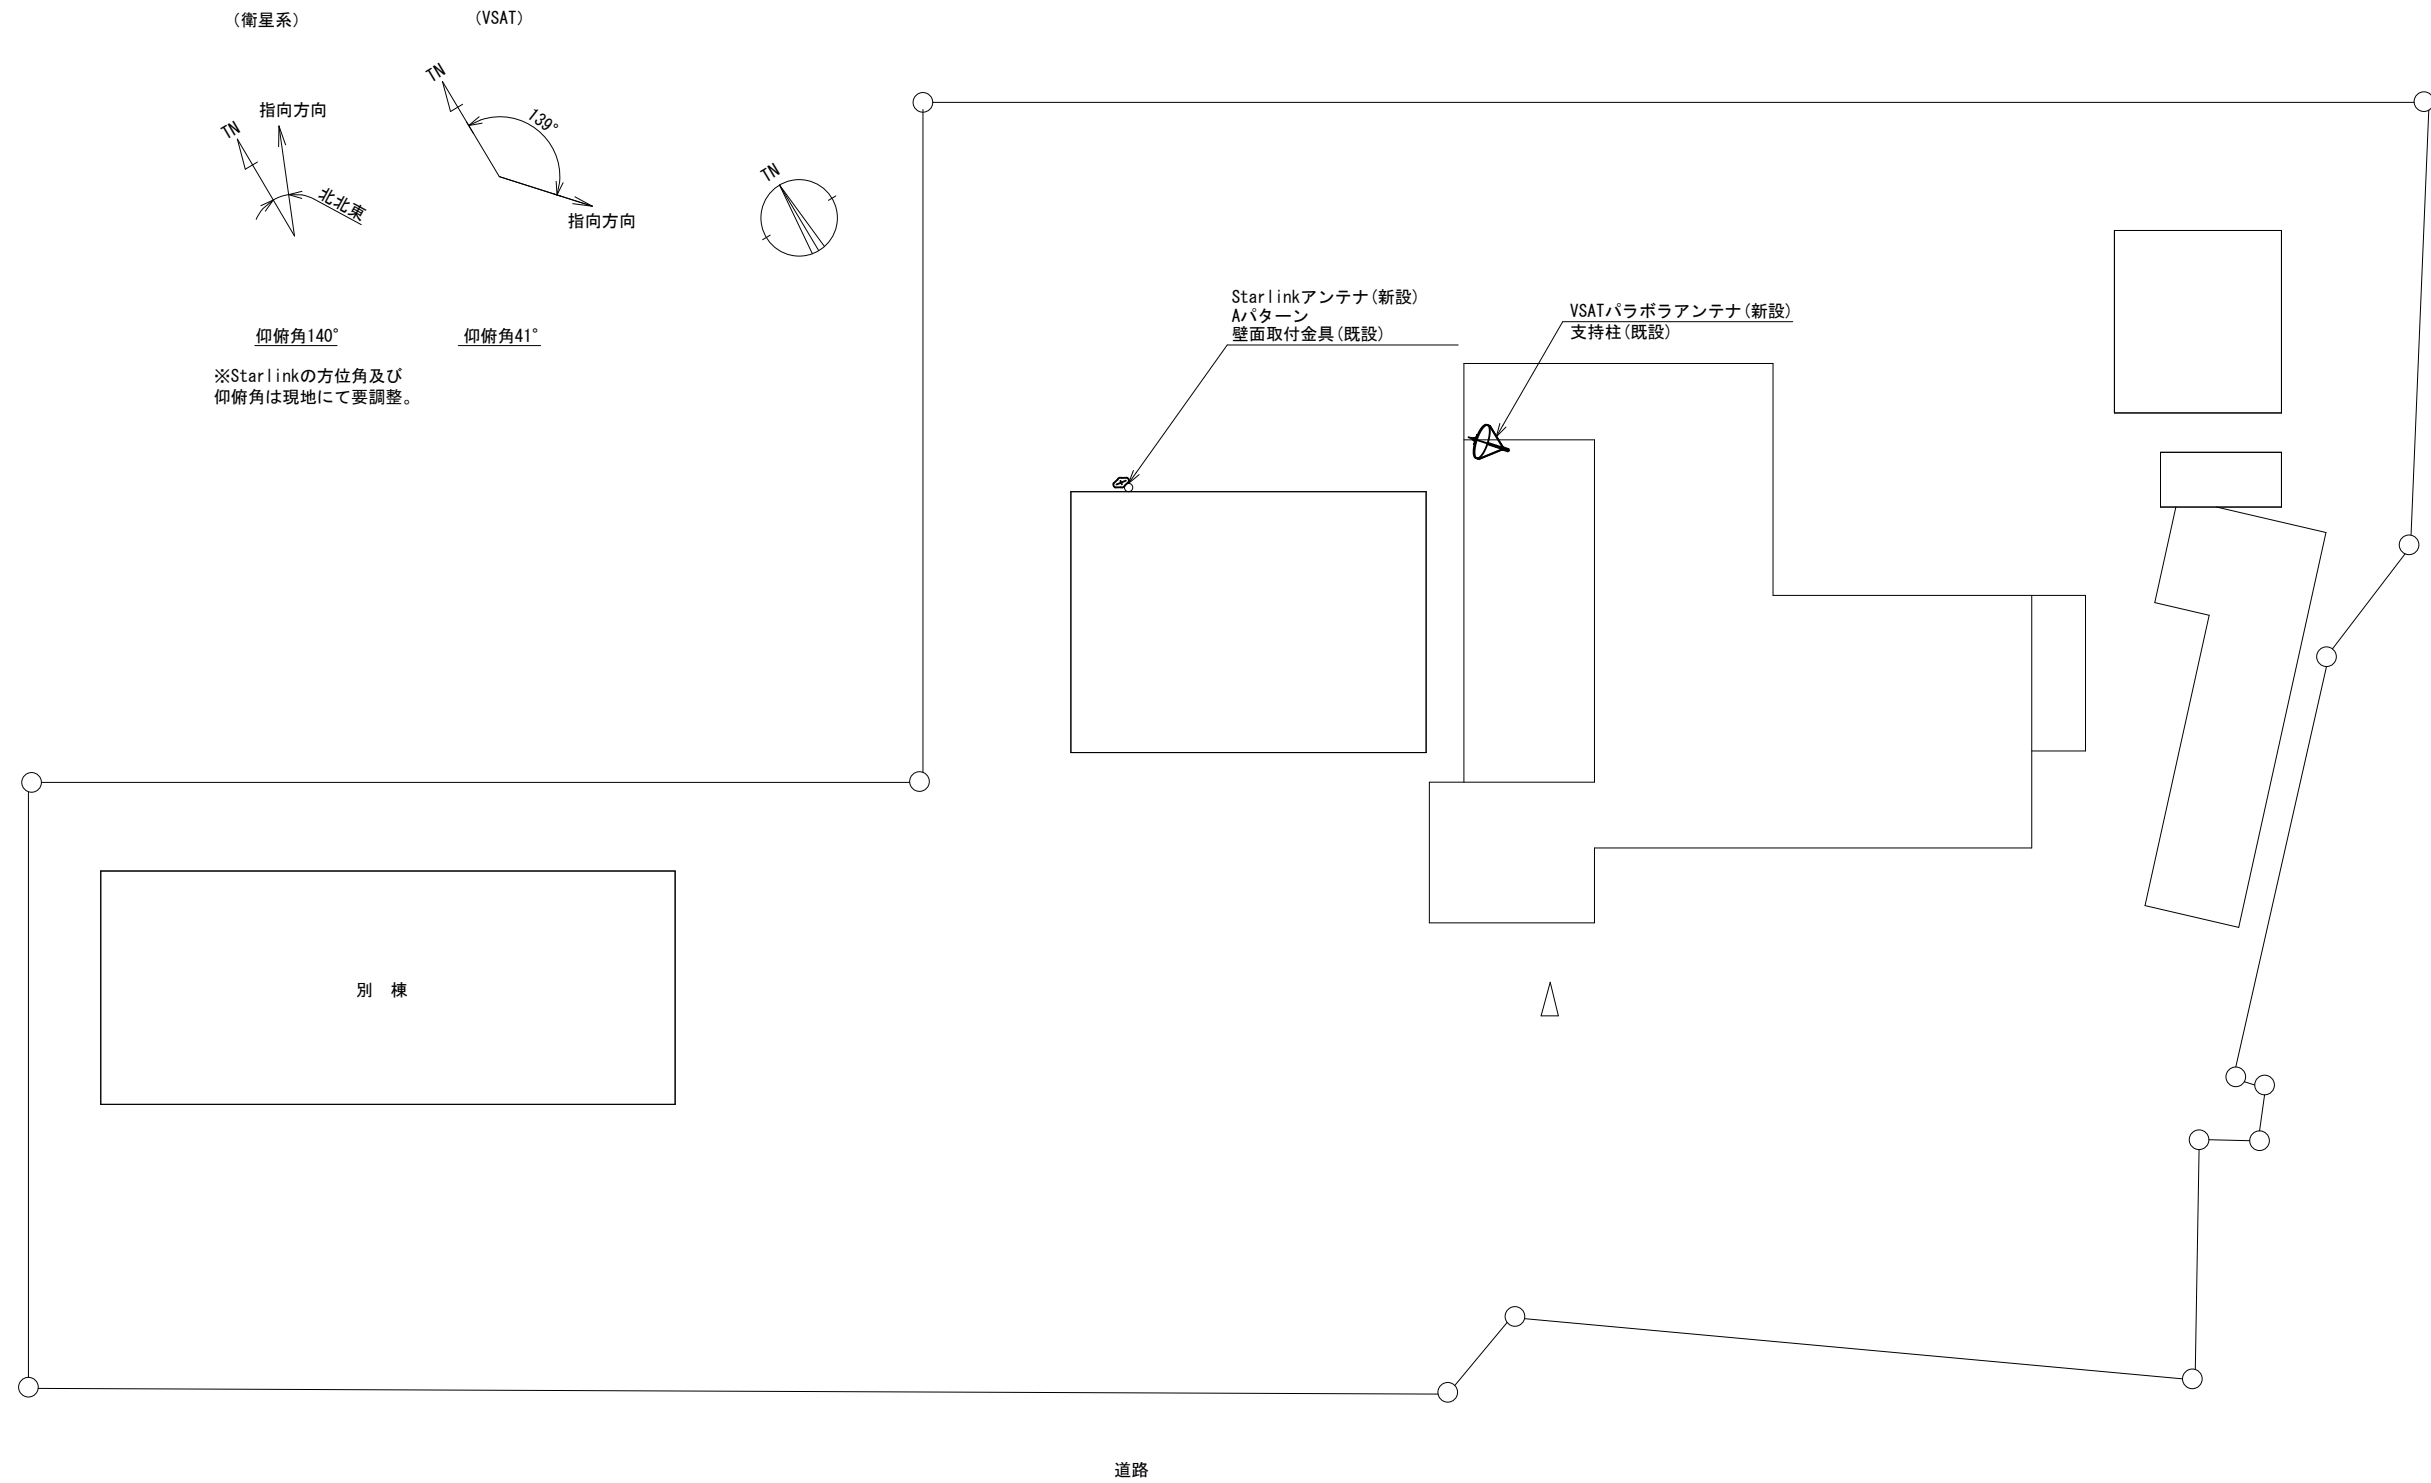 (衛星系)
(VSAT)
TN
指向方向
北北東
TN
139°
指向方向
TN
仰俯角140°
仰俯角41°
※Starlinkの方位角及び
仰俯角は現地にて要調整。
Starlinkアンテナ(新設)
Aパターン
壁面取付金具(既設)
VSATパラボラアンテナ(新設)
支持柱(既設)
別 棟
道路